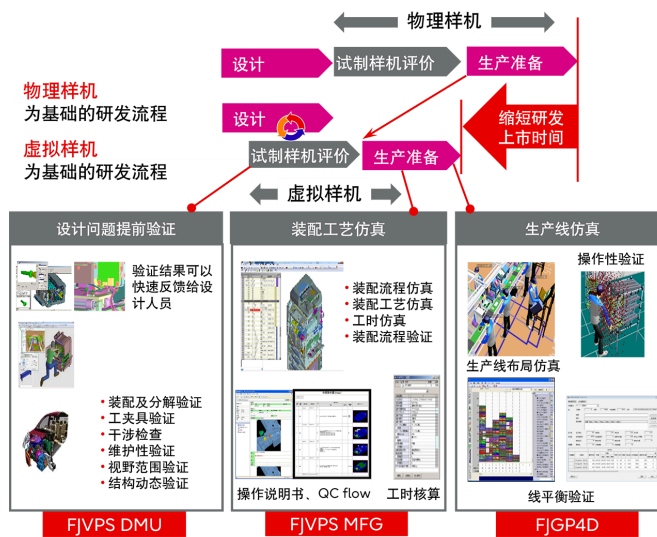 物理样机
设计
试制样机评价
生产准备
物理样机
为基础的研发流程
设计
缩短研发
上市时间
虚拟样机
为基础的研发流程
试制样机评价
生产准备
虚拟样机
设计问题提前验证
验证结果可以
快速反馈给设
计人员
• 装配及分解验证
• 工夹具验证
• 干涉检查
• 维护性验证
• 视野范围验证
• 结构动态验证
FJVPS DMU
装配工艺仿真
• 装配流程仿真
• 装配工艺仿真
• 工时仿真
• 装配流程验证
操作说明书、QC flow
工时核算
FJVPS MFG
生产线仿真
操作性验证
生产线布局仿真
线平衡验证
FJGP4D